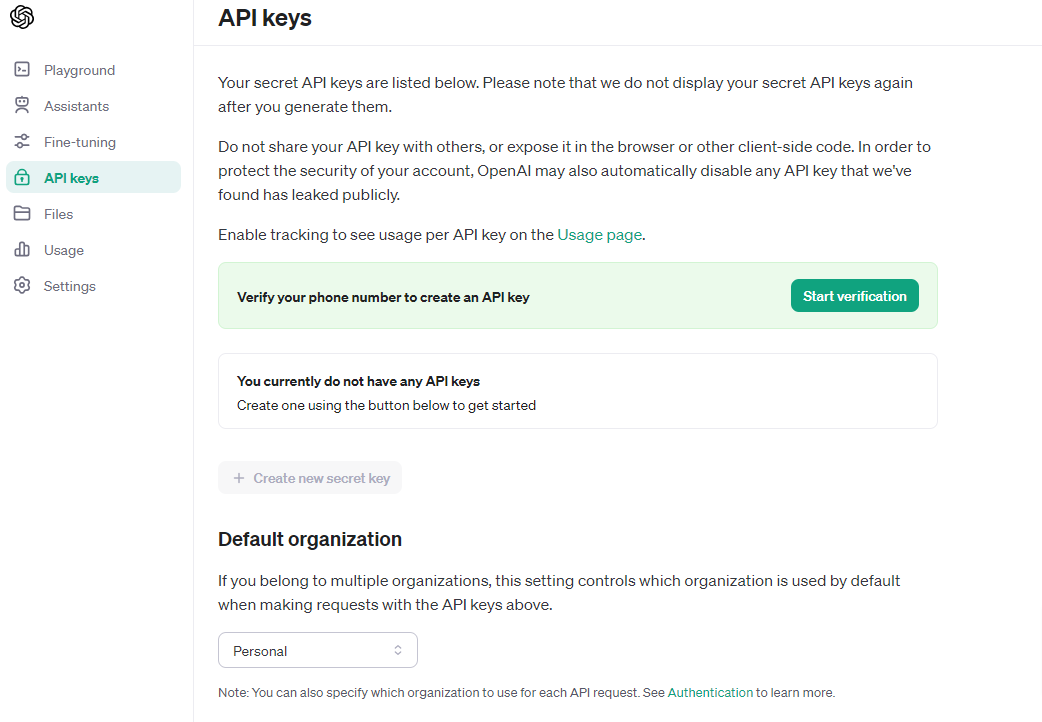 API keys
Playground
Assistants
Fine-tuning
API keys
Files
Usage
Settings
Your secret API keys are listed below. Please note that we do not display your secret API keys again
after you generate them.
Do not share your API key with others, or expose it in the browser or other client-side code. In order to
protect the security of your account, OpenAI may also automatically disable any API key that we've
found has leaked publicly.
Enable tracking to see usage per API key on the Usage page.
Verify your phone number to create an API key
Start verification
You currently do not have any API keys
Create one using the button below to get started
+ Create new secret key
Default organization
If you belong to multiple organizations, this setting controls which organization is used by default
when making requests with the API keys above.
Personal
Note: You can also specify which organization to use for each API request. See Authentication to learn more.